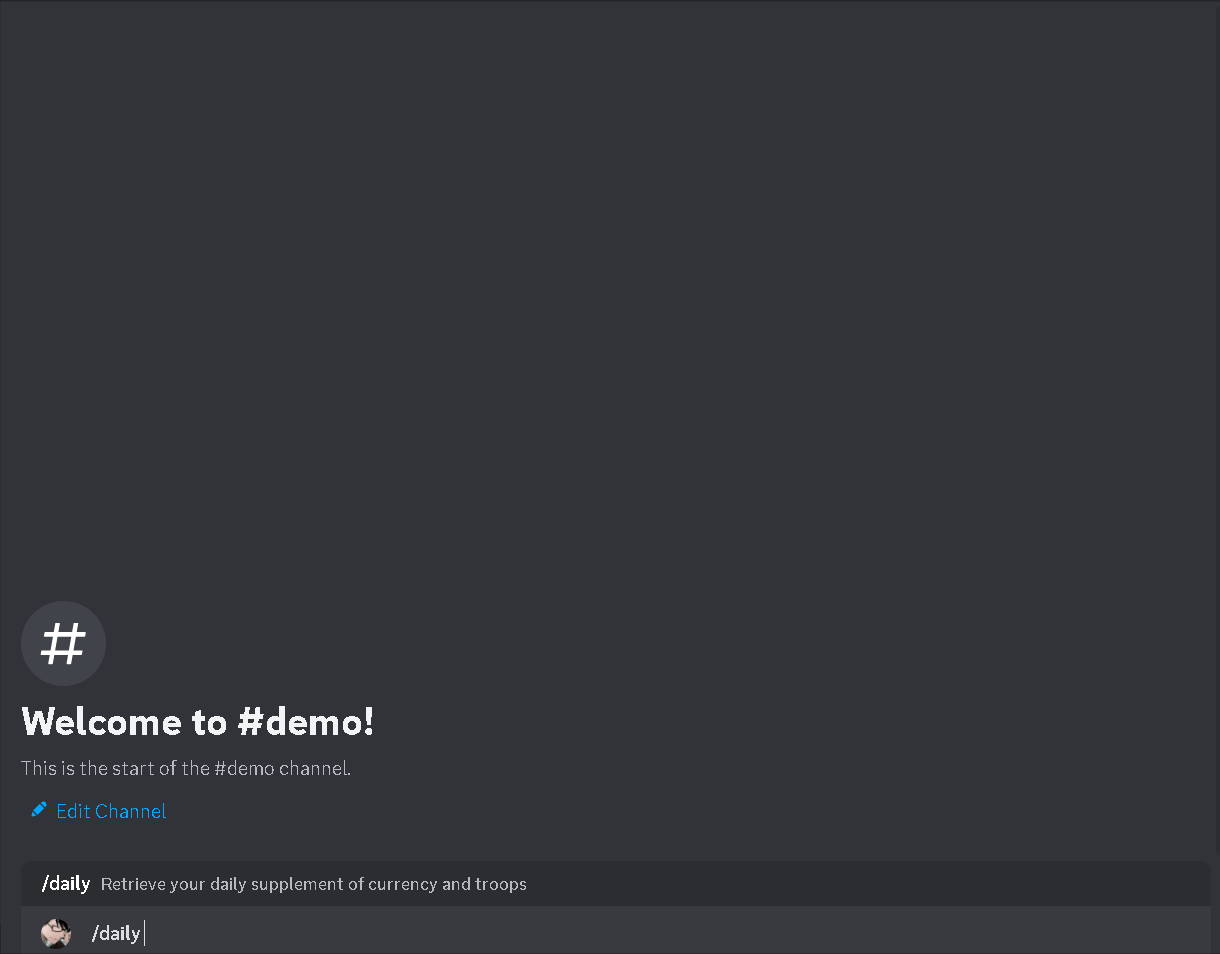 #
Welcome to #demo!
This is the start of the #demo channel.
Edit Channel
/daily Retrieve your daily supplement of currency and troops
/daily